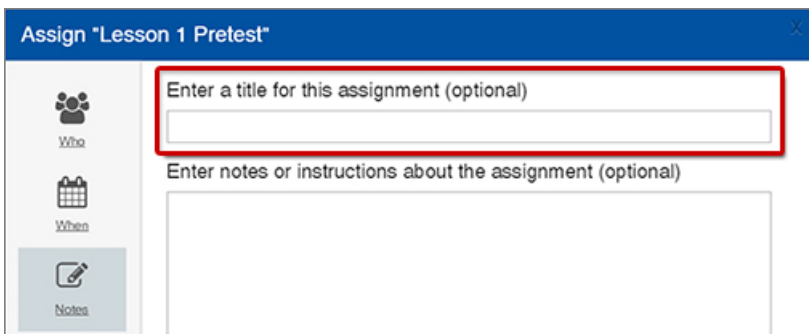 Assign "Lesson 1 Pretest"
X
Enter a title for this assignment (optional)
Who
Enter notes or instructions about the assignment (optional)
When
Notes